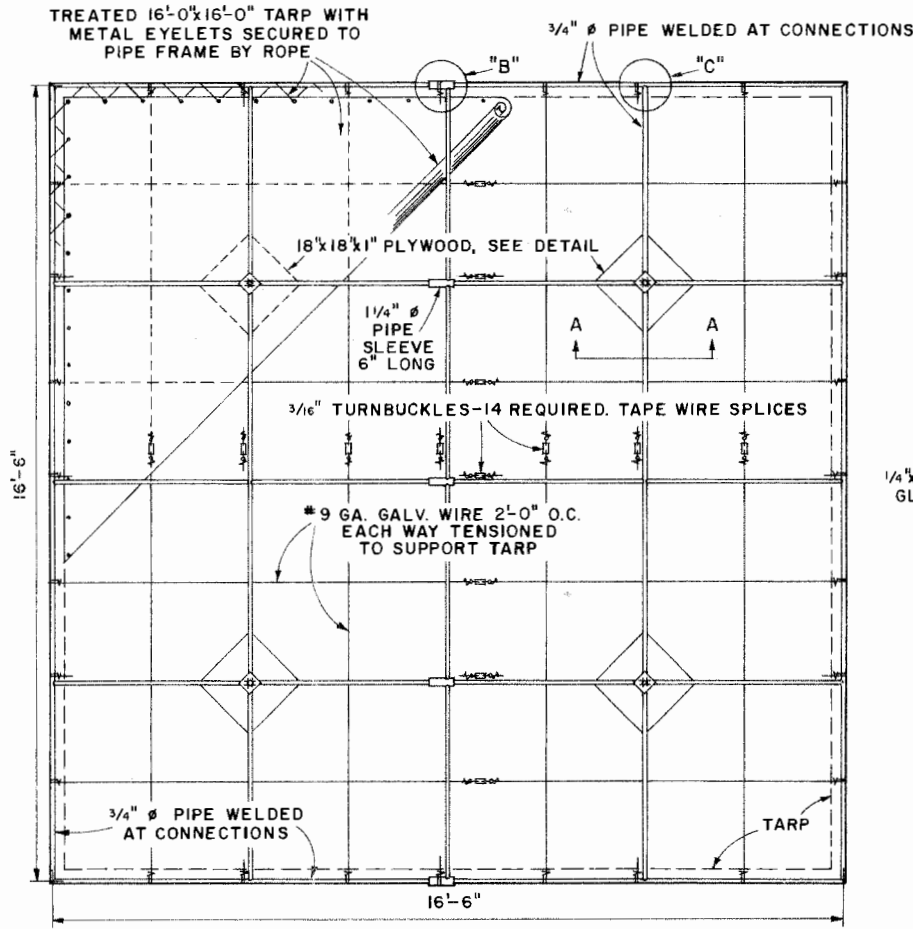 TREATED 16'-0"x16'-0" TARP WITH
METAL EYELETS SECURED TO
PIPE FRAME BY ROPE
3/4" ø PIPE WELDED AT CONNECTIONS
"B"
"C"
18"x18"x1" PLYWOOD, SEE DETAIL
1 1/4" ø
PIPE
SLEEVE
6" LONG
A
A
3/16" TURNBUCKLES-14 REQUIRED. TAPE WIRE SPLICES
16'-6"
1/4"x
GL
#9 GA. GALV. WIRE 2'-0" O.C.
EACH WAY TENSIONED
TO SUPPORT TARP
3/4" ø PIPE WELDED
AT CONNECTIONS
TARP
16'-6"